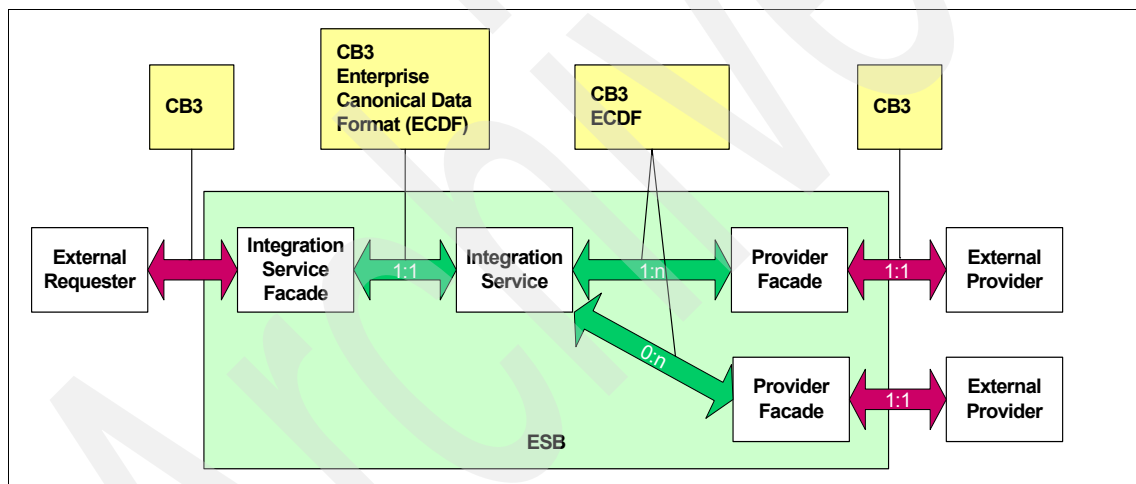 CB3
CB3
Enterprise
Canonical Data
Format (ECDF)
CB3
ECDF
CB3
External
Requester
Integration
Service
Facade
1:1
Integration
Service
1:n
Provider
Facade
1:1
External
Provider
0:n
Provider
Facade
1:1
External
Provider
ESB